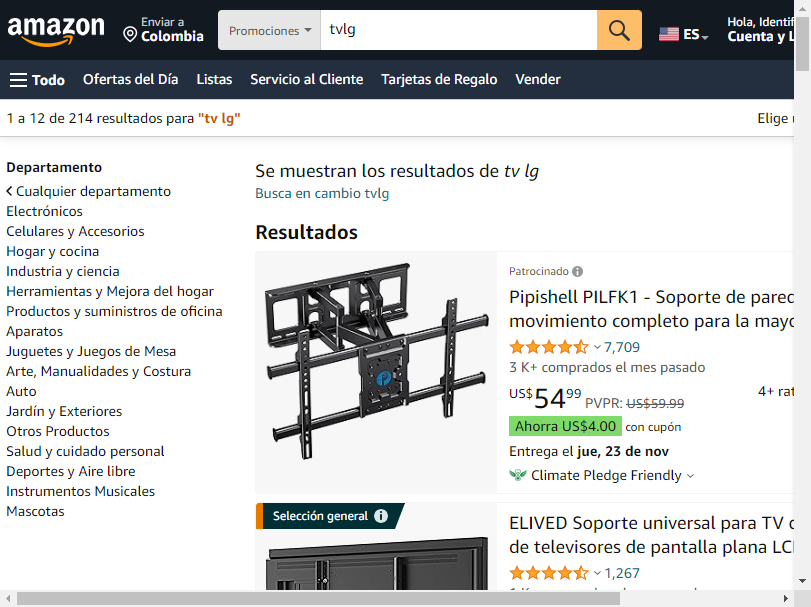 amazon
Enviar a
Colombia
Promociones
tvlg
ES
Hola, Identif
Cuenta y L
Todo
Ofertas del Día
Listas
Servicio al Cliente
Tarjetas de Regalo
Vender
1 a 12 de 214 resultados para "tv lg"
Elige
Departamento
Cualquier departamento
Electrónicos
Celulares y Accesorios
Hogar y cocina
Industria y ciencia
Herramientas y Mejora del hogar
Productos y suministros de oficina
Aparatos
Juguetes y Juegos de Mesa
Arte, Manualidades y Costura
Auto
Jardín y Exteriores
Otros Productos
Salud y cuidado personal
Deportes y Aire libre
Instrumentos Musicales
Mascotas
Se muestran los resultados de tv lg
Busca en cambio tvlg
Resultados
Patrocinado
Pipishell PILFK1 - Soporte de pared
movimiento completo para la mayo
7,709
3 K+ comprados el mes pasado
US$54.99 PVPR: US$59.99
4+ rat
Ahorra US$4.00 con cupón
Entrega el jue, 23 de nov
Climate Pledge Friendly
Selección general
ELIVED Soporte universal para TV
de televisores de pantalla plana LC
1,267